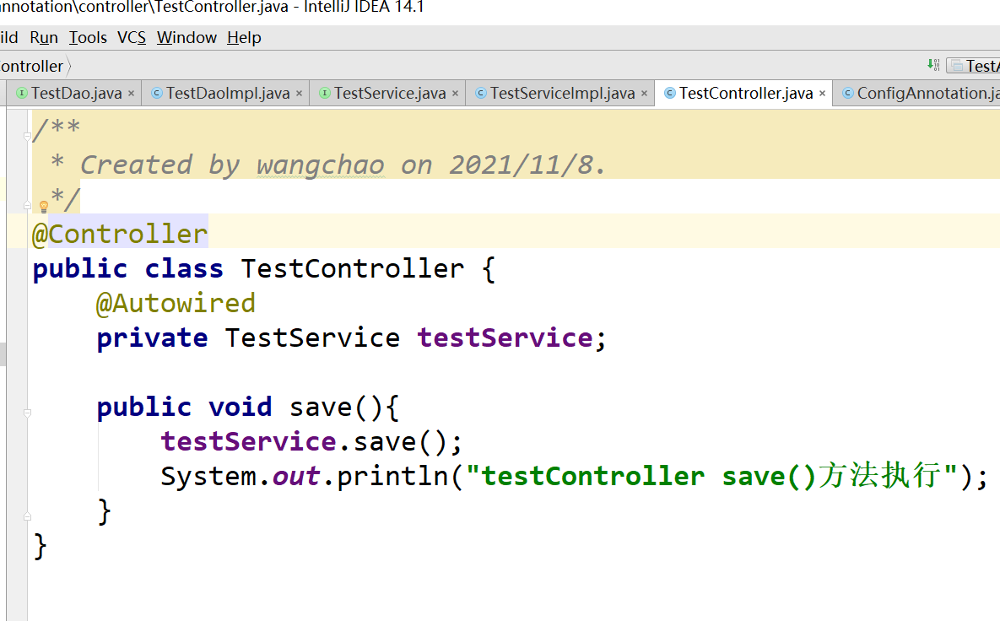 nnotation\controller\TestController.java - IntelliJ IDEA 14.1
ild Run Tools VCS Window Help
ontroller
TestA
TestDao.java × TestDaoImpl.java × TestService.java × TestServiceImpl.java × TestController.java × ConfigAnnotation.ja
/**
 * Created by wangchao on 2021/11/8.
 */
@Controller
public class TestController {
    @Autowired
    private TestService testService;
    public void save(){
        testService.save();
        System.out.println("testController save()方法执行");
    }
}